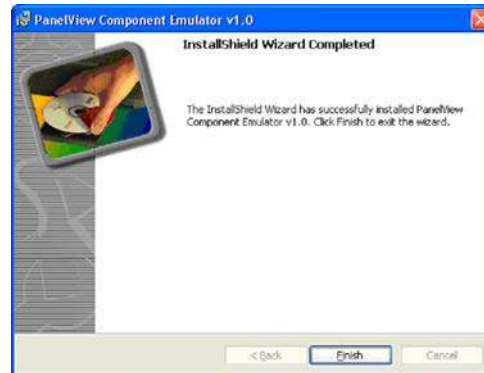 PanelView Component Emulator v1.0
InstallShield Wizard Completed
The InstallShield Wizard has successfully installed PanelView
Component Emulator v1.0. Click Finish to exit the wizard.
< Back
Finish
Cancel